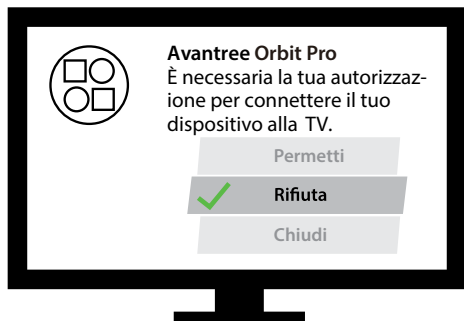 Avantree Orbit Pro
È necessaria la tua autorizzaz-
ione per connettere il tuo
dispositivo alla TV.
Permetti
Rifiuta
Chiudi